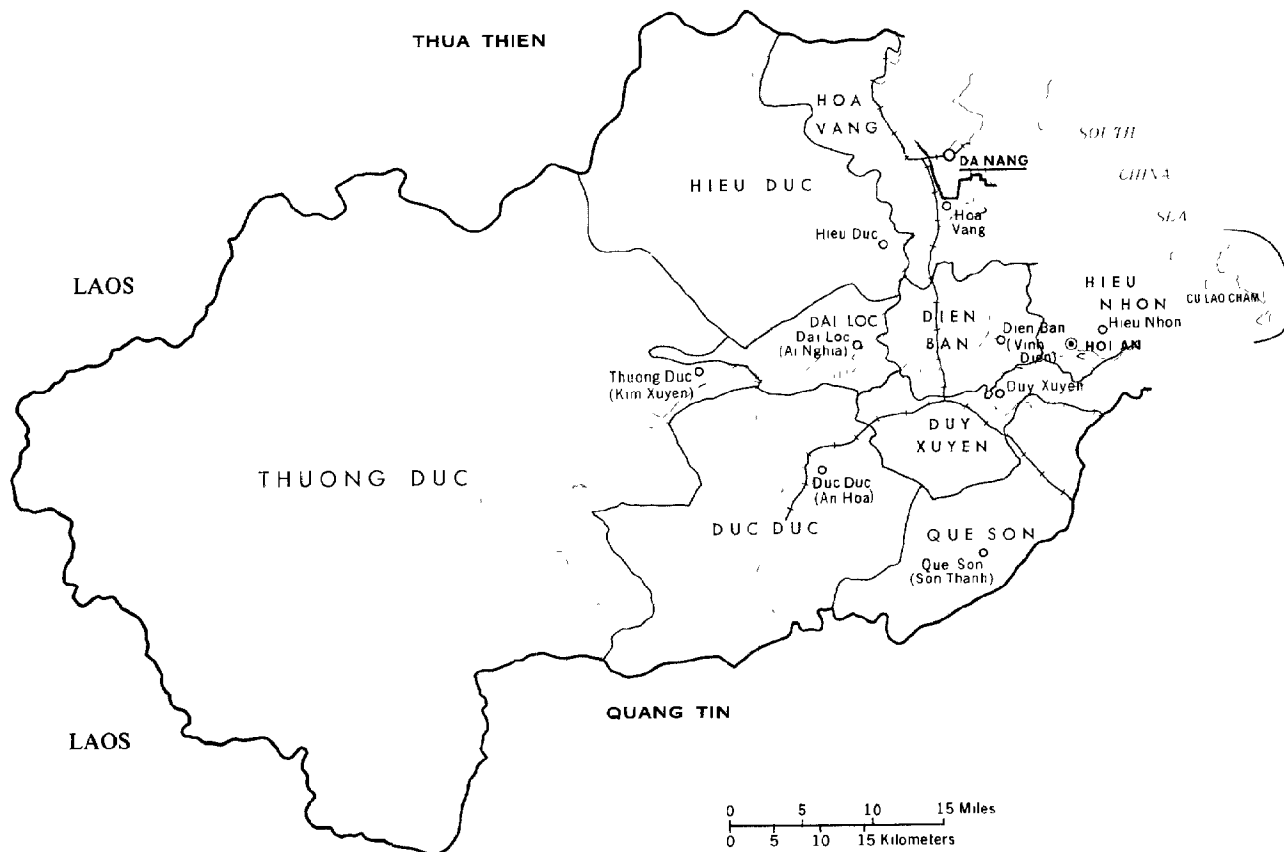 THUA THIEN
HOA
VANG
SOUTH
CHINA
SEA
DA NANG
HIEU DUC
Hoa
Vang
Hieu Duc
LAOS
HIEU
NHON
CU LAO CHAM
Hieu Nhon
DAI LOC
Dai Loc
(Ai Nghia)
DIEN
BAN
Dien Ban
(Vinh
Dien)
HOI AN
Thuong Duc
(Kim Xuyen)
Duy Xuyen
DUY
XUYEN
THUONG DUC
Duc Duc
(An Hoa)
DUC DUC
QUE SON
Que Son
(Son Thanh)
QUANG TIN
LAOS
0 5 10 15 Miles
0 5 10 15 Kilometers